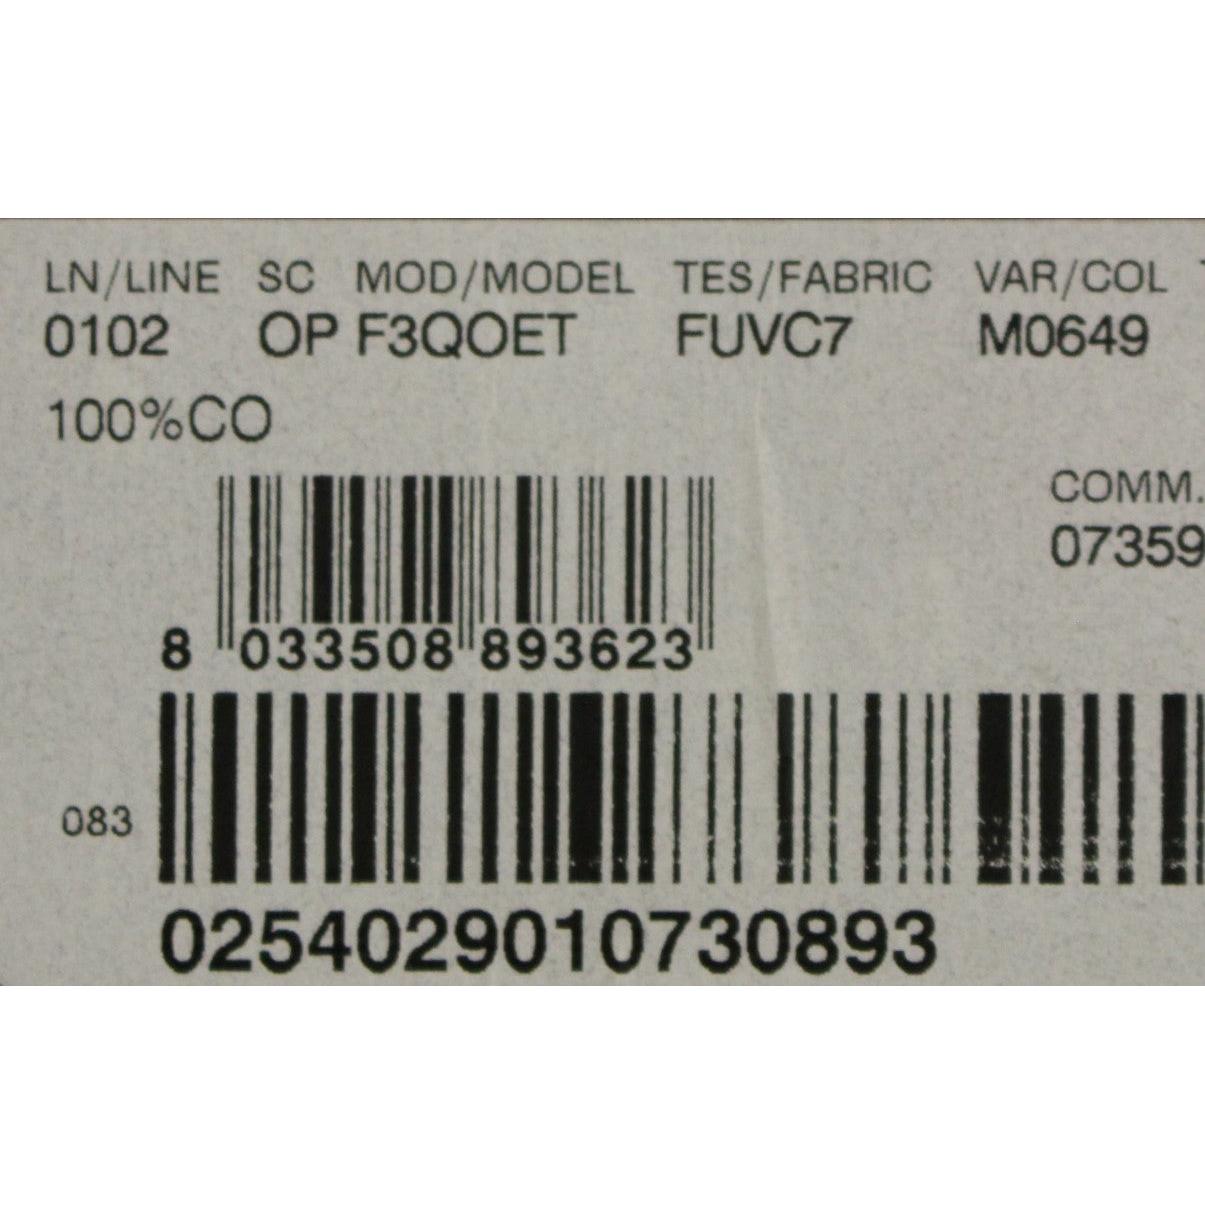 LN/LINE SC MOD/MODEL TES/FABRIC VAR/COL
0102 OP F3QOET FUVC7 M0649
100%CO
COMM.
07359
8 033508 893623
083
0254029010730893